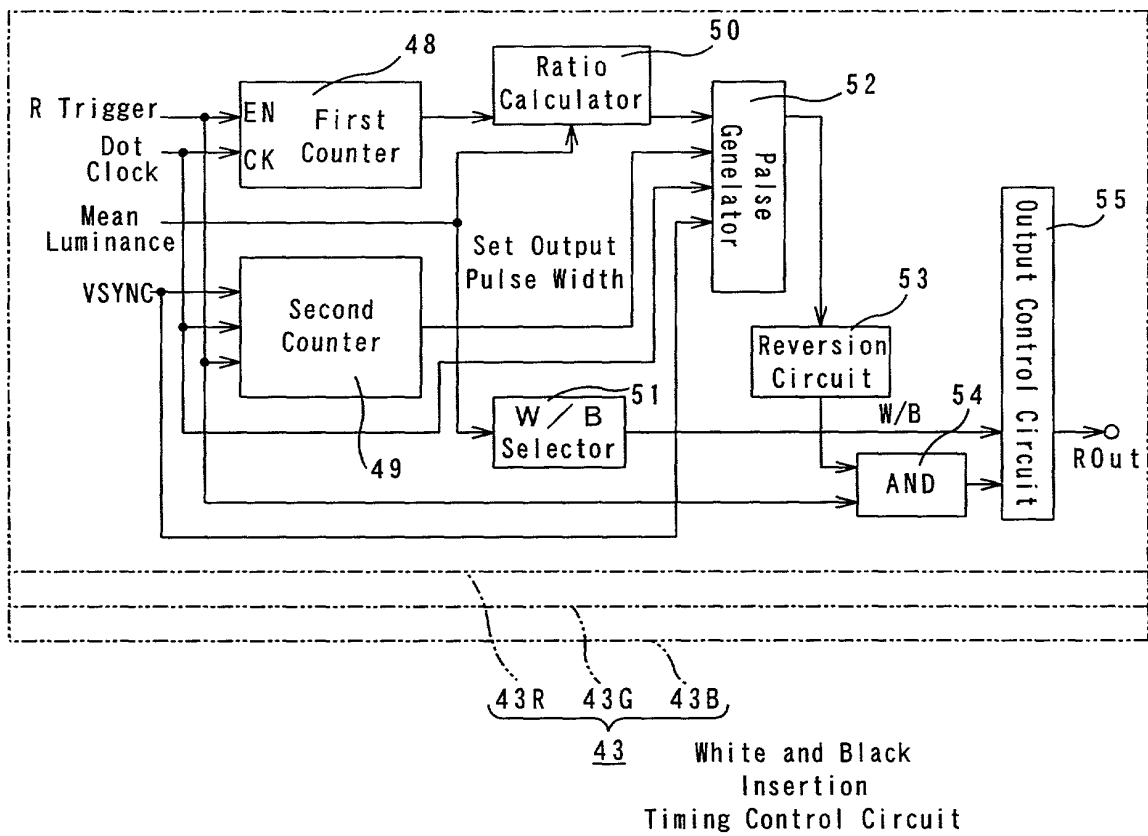 50
48
Ratio
Calculator
52
R Trigger
EN
First
Counter
Dot
Clock
CK
Palse
Genelator
55
Mean
Luminance
Set Output
Pulse Width
Output Control Circuit
VSYNC
Second
Counter
53
Reversion
Circuit
51
W/B
Selector
W/B
54
49
AND
ROut
43R
43G
43B
43
White and Black
Insertion
Timing Control Circuit